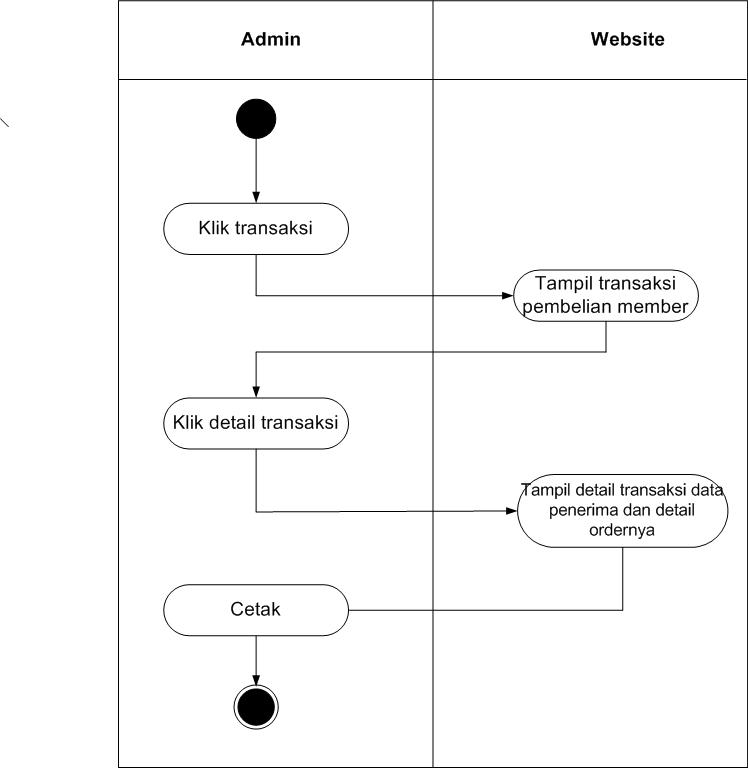 Admin
Website
Klik transaksi
Tampil transaksi
pembelian member
Klik detail transaksi
Tampil detail transaksi data
penerima dan detail
ordernya
Cetak